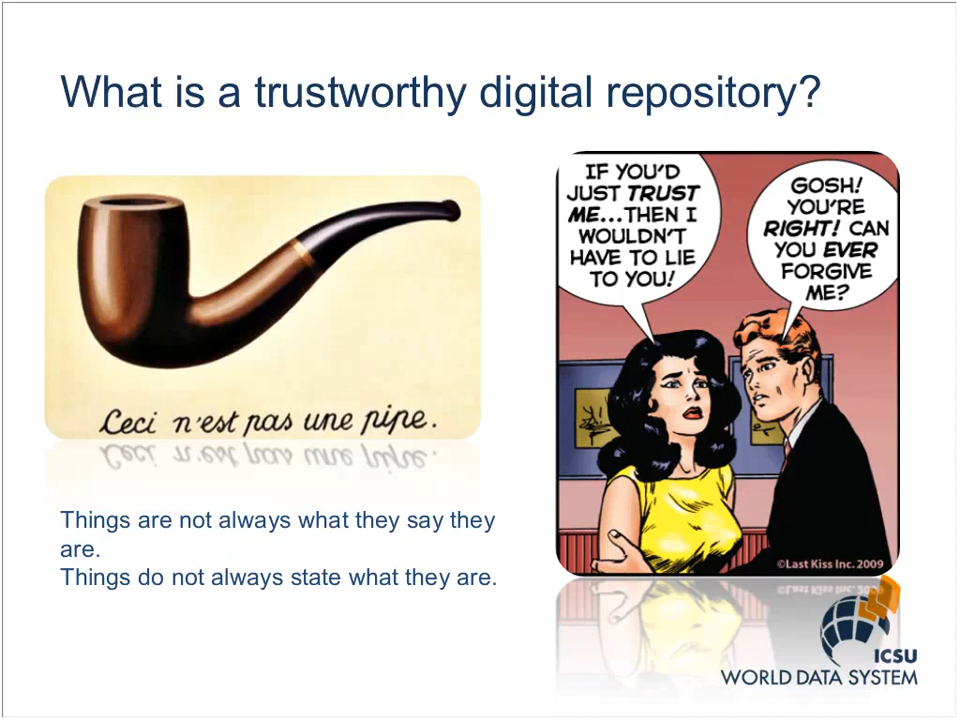 What is a trustworthy digital repository?
Ceci n'est pas une pipe.
Things are not always what they say they
are.
Things do not always state what they are.
IF YOU'D
JUST TRUST
ME...THEN I
WOULDN'T
HAVE TO LIE
TO YOU!
GOSH!
YOU'RE
RIGHT! CAN
YOU EVER
FORGIVE
ME?
©Last Kiss Inc. 2009
ICSU
WORLD DATA SYSTEM